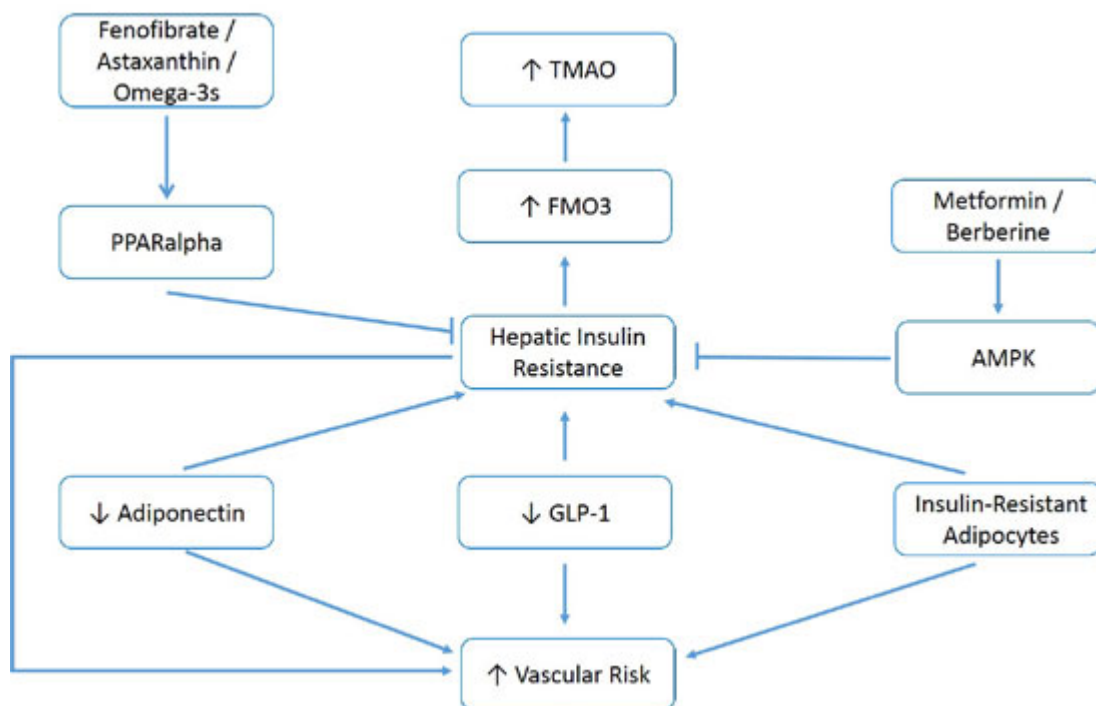 Fenofibrate /
Astaxanthin /
Omega-3s
↑ TMAO
↑ FMO3
PPARalpha
Metformin /
Berberine
Hepatic Insulin
Resistance
AMPK
↓ Adiponectin
↓ GLP-1
Insulin-Resistant
Adipocytes
↑ Vascular Risk